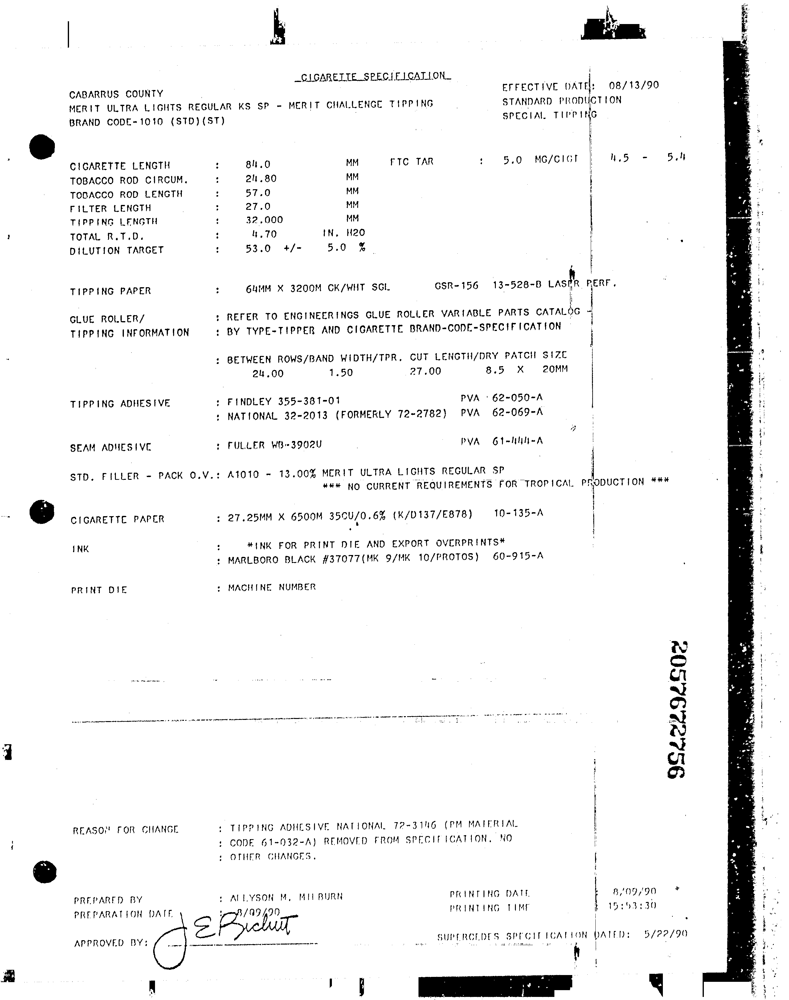 CIGARETTE SPECIFICATION
EFFECTIVE DATE: 08/13/90
CABARRUS COUNTY
STANDARD PRODUCTION
MERIT ULTRA LIGHTS REGULAR KS SP - MERIT CHALLENGE TIPPING
SPECIAL TIPPING
BRAND CODE-1010 (STD)(ST)
CIGARETTE LENGTH : 84.0 MM FTC TAR : 5.0 MG/CIGT 4.5 - 5.4
TOBACCO ROD CIRCUM. : 24.80 MM
TOBACCO ROD LENGTH : 57.0 MM
FILTER LENGTH : 27.0 MM
TIPPING LENGTH : 32.000 MM
TOTAL R.T.D. : 4.70 IN. H2O
DILUTION TARGET : 53.0 +/- 5.0 %
TIPPING PAPER : 64MM X 3200M CK/WHT SGL GSR-156 13-528-B LASER PERF.
GLUE ROLLER/ : REFER TO ENGINEERINGS GLUE ROLLER VARIABLE PARTS CATALOG -
TIPPING INFORMATION : BY TYPE-TIPPER AND CIGARETTE BRAND-CODE-SPECIFICATION
: BETWEEN ROWS/BAND WIDTH/TPR. CUT LENGTH/DRY PATCH SIZE
24.00 1.50 27.00 8.5 X 20MM
TIPPING ADHESIVE : FINDLEY 355-381-01 PVA 62-050-A
: NATIONAL 32-2013 (FORMERLY 72-2782) PVA 62-069-A
SEAM ADHESIVE : FULLER WB-3902U PVA 61-444-A
STD. FILLER - PACK O.V.: A1010 - 13.00% MERIT ULTRA LIGHTS REGULAR SP
*** NO CURRENT REQUIREMENTS FOR TROPICAL PRODUCTION ***
CIGARETTE PAPER : 27.25MM X 6500M 35CU/0.6% (K/D137/E878) 10-135-A
INK : *INK FOR PRINT DIE AND EXPORT OVERPRINTS*
: MARLBORO BLACK #37077(MK 9/MK 10/PROTOS) 60-915-A
PRINT DIE : MACHINE NUMBER
2057672756
REASON FOR CHANGE : TIPPING ADHESIVE NATIONAL 72-3146 (PM MATERIAL
: CODE 61-032-A) REMOVED FROM SPECIFICATION. NO
: OTHER CHANGES.
PREPARED BY : ALLYSON M. MILBURN PRINTING DATE : 8/09/90
PREPARATION DATE : 8/09/90 PRINTING TIME : 15:53:30
APPROVED BY:
SUPERCEDES SPECIFICATION DATED: 5/22/90